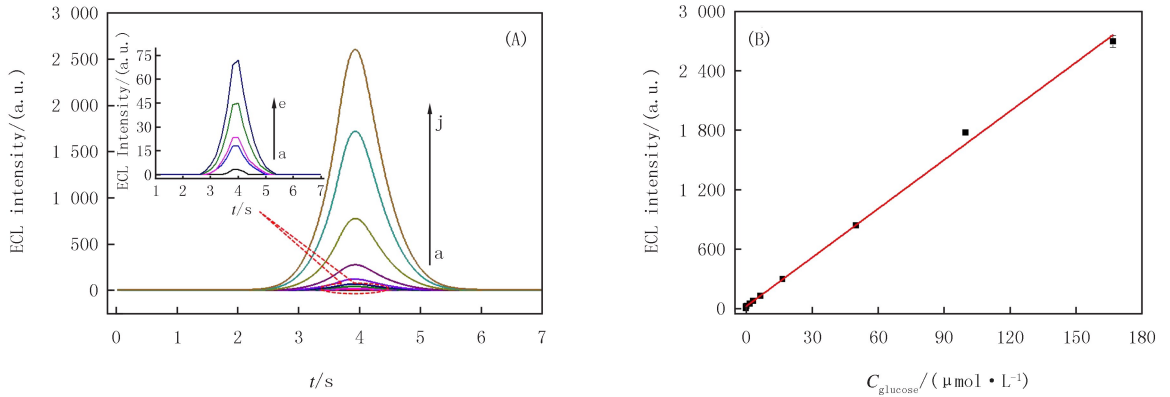 (A)
ECL intensity/(a.u.)
3 000
2 500
2 000
1 500
1 000
500
0
0 1 2 3 4 5 6 7
t/s
ECL Intensity/(a.u.)
75
60
45
30
15
0
1 2 3 4 5 6 7
t/s
e
a
j
a
(B)
ECL intensity/(a.u.)
3 000
2 400
1 800
1 200
600
0
0 30 60 90 120 150 180
Cglucose/(μmol•L⁻¹)